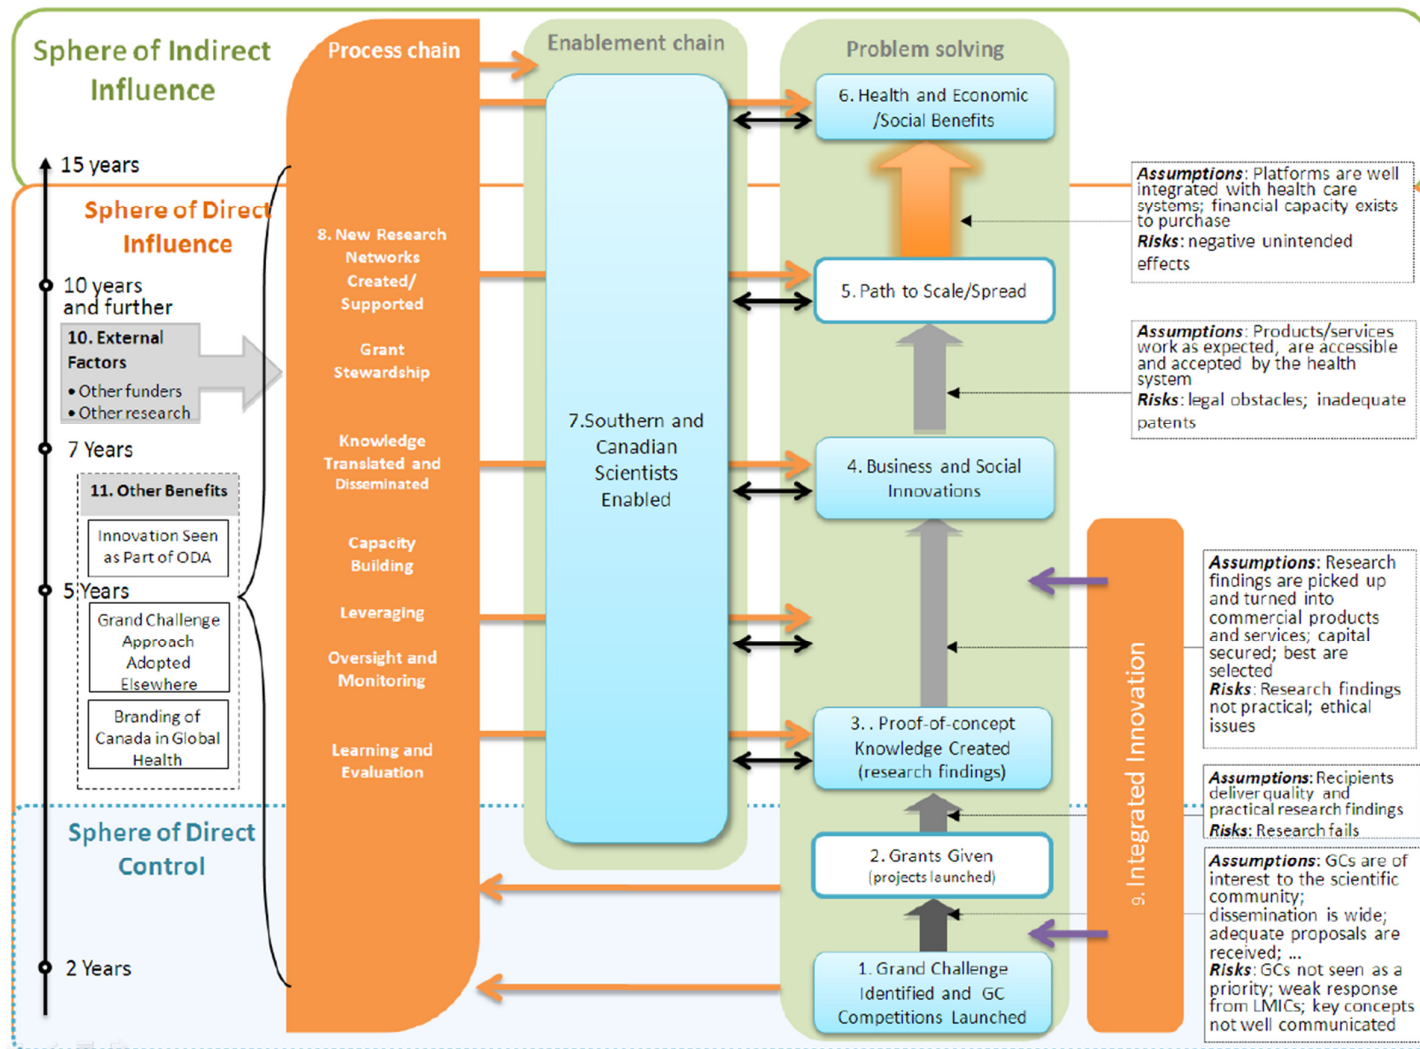 Sphere of Indirect
Influence
15 years
Sphere of Direct
Influence
10 years
and further
10. External
Factors
• Other funders
• Other research
7 Years
11. Other Benefits
Innovation Seen
as Part of ODA
5 Years
Grand Challenge
Approach
Adopted
Elsewhere
Branding of
Canada in Global
Health
Sphere of Direct
Control
2 Years
Process chain
8. New Research
Networks
Created/
Supported
Grant
Stewardship
Knowledge
Translated and
Disseminated
Capacity
Building
Leveraging
Oversight and
Monitoring
Learning and
Evaluation
Enablement chain
7.Southern and
Canadian
Scientists
Enabled
Problem solving
6. Health and Economic
/Social Benefits
5. Path to Scale/Spread
4. Business and Social
Innovations
3. . Proof-of-concept
Knowledge Created
(research findings)
2. Grants Given
(projects launched)
1. Grand Challenge
Identified and GC
Competitions Launched
9. Integrated Innovation
Assumptions: Platforms are well
integrated with health care
systems; financial capacity exists
to purchase
Risks: negative unintended
effects
Assumptions: Products/services
work as expected, are accessible
and accepted by the health
system
Risks: legal obstacles; inadequate
patents
Assumptions: Research
findings are picked up
and turned into
commercial products
and services; capital
secured; best are
selected
Risks: Research findings
not practical; ethical
issues
Assumptions: Recipients
deliver quality and
practical research findings
Risks: Research fails
Assumptions: GCs are of
interest to the scientific
community;
dissemination is wide;
adequate proposals are
received; ...
Risks: GCs not seen as a
priority; weak response
from LMICs; key concepts
not well communicated